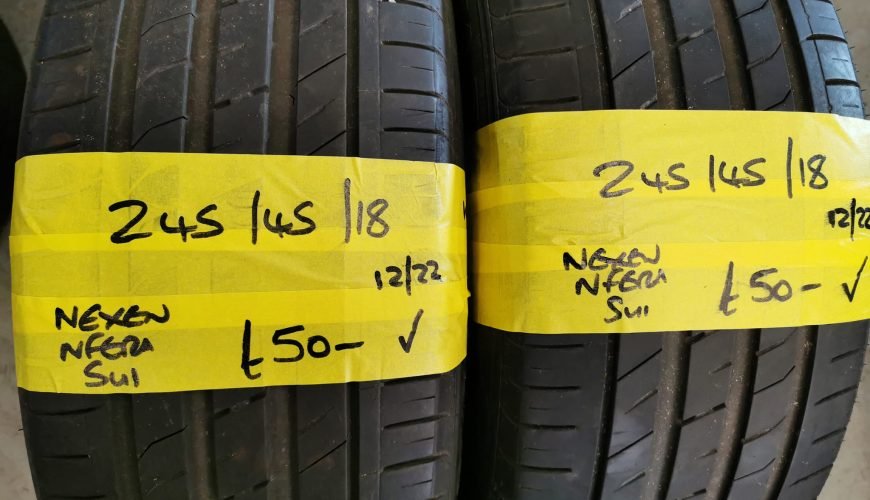 245/45/18
12/22
NEXEN
NFERA
SU1
£50- ✓
245/45/18
12/22
NEXEN
NFERA
SU1
£50- ✓